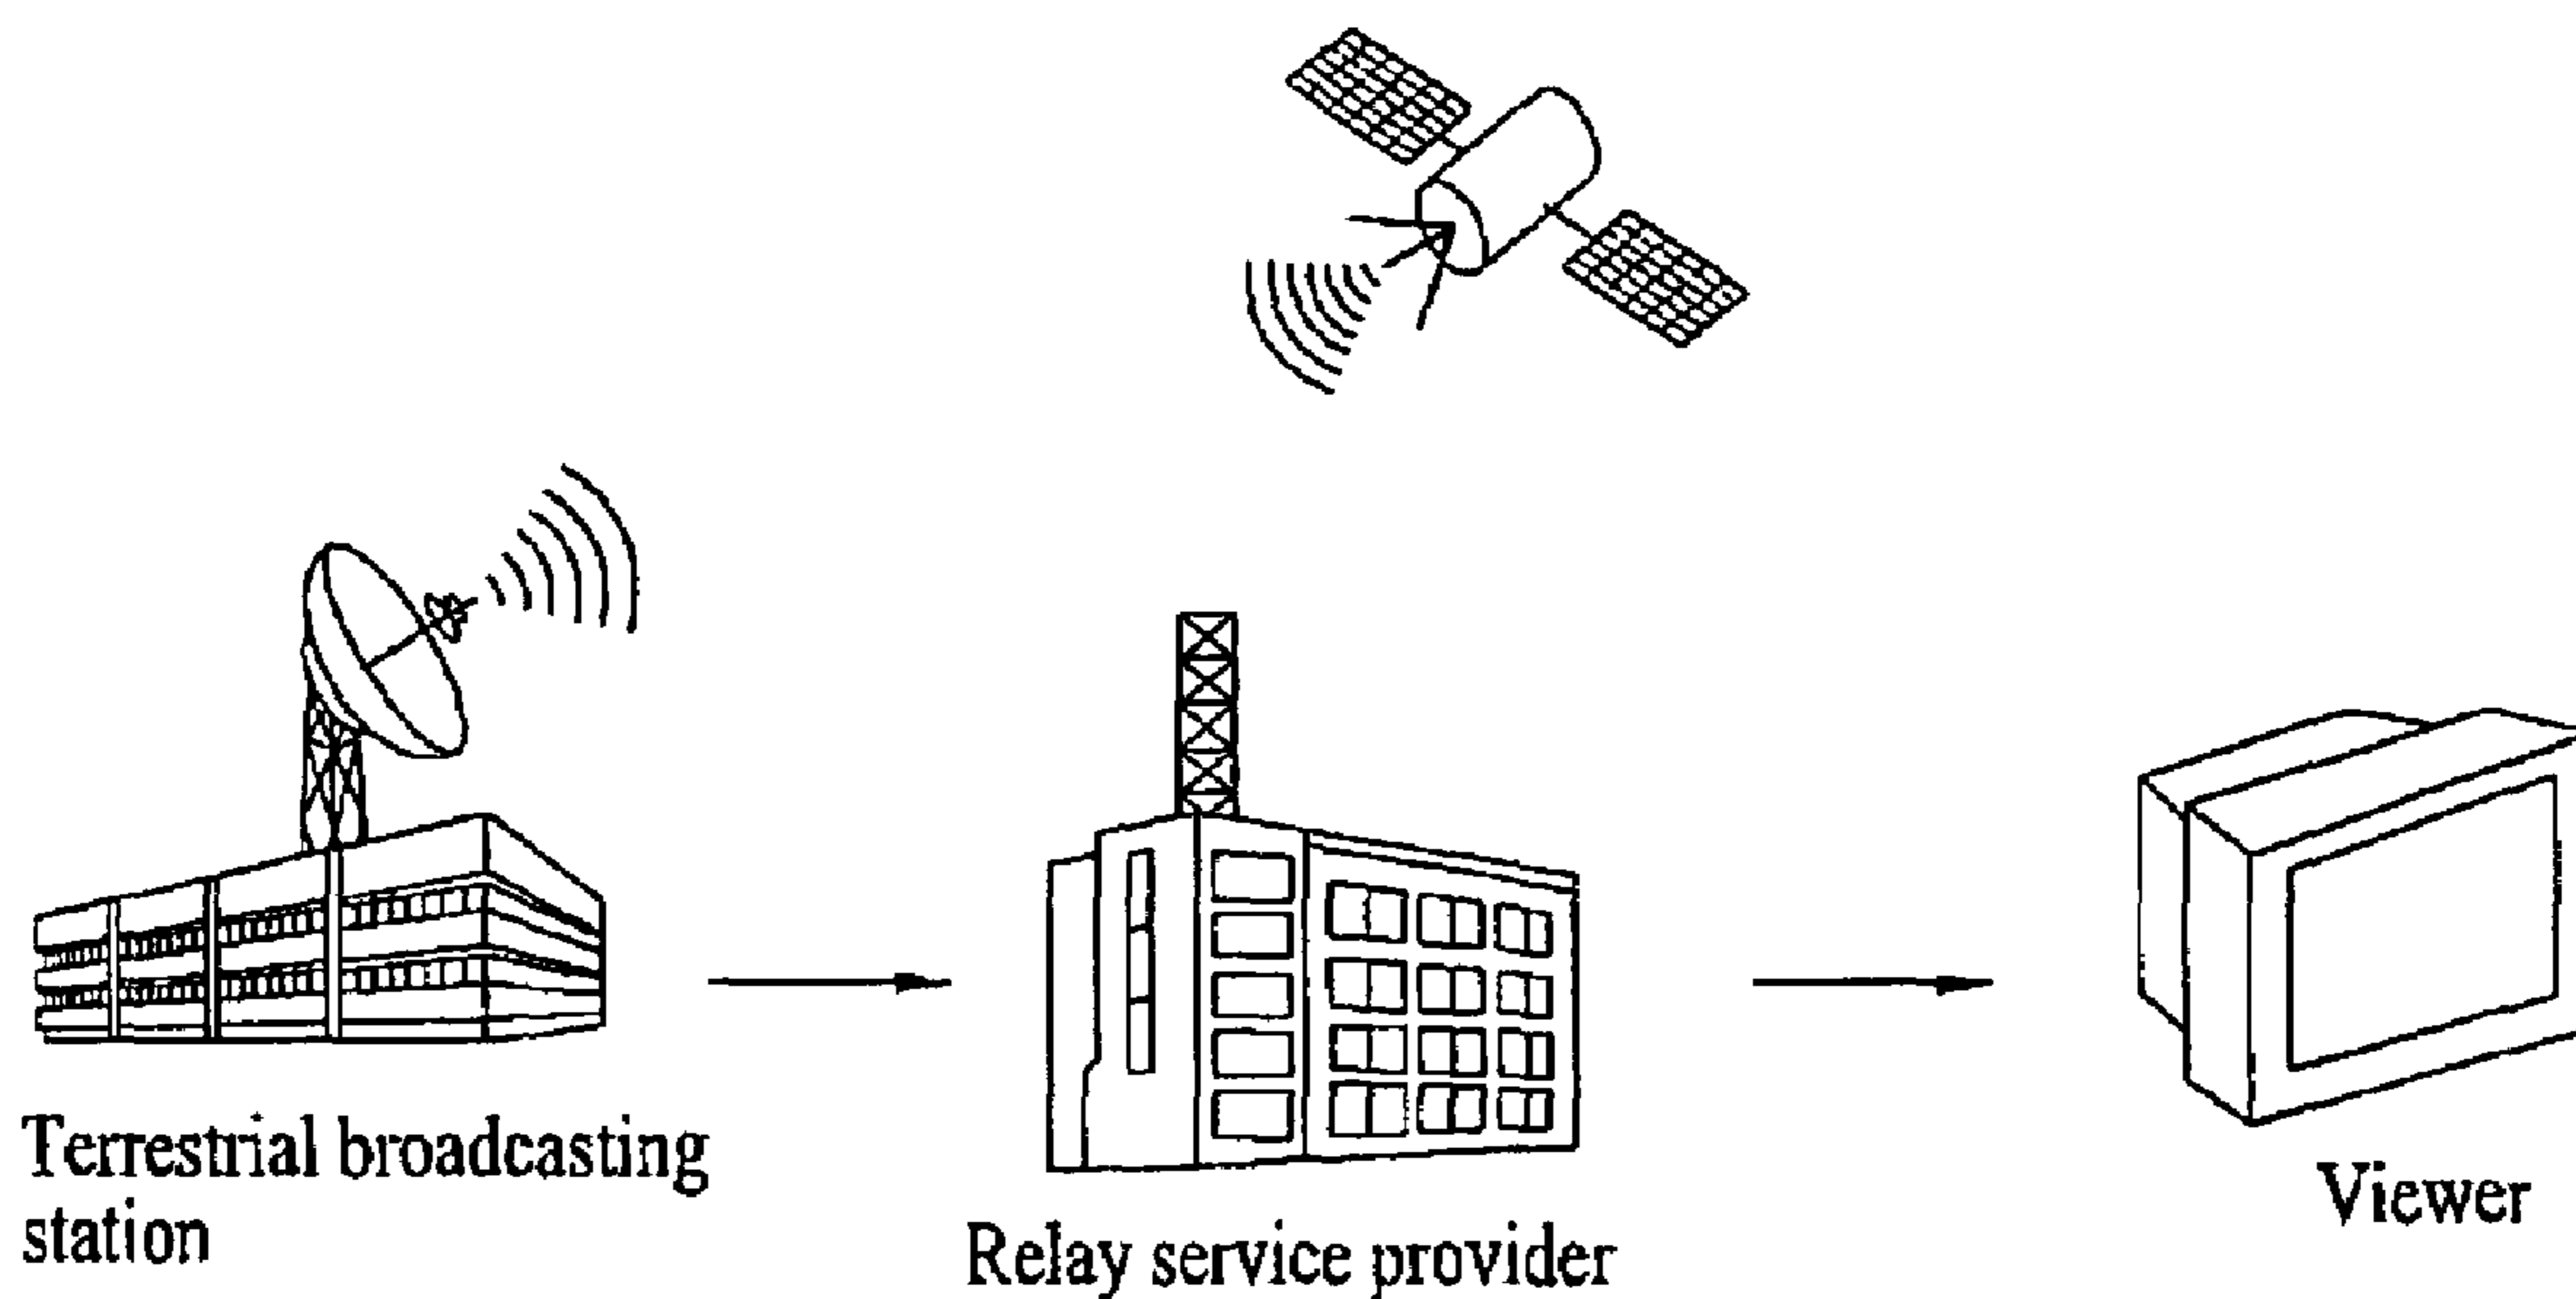 Terrestrial broadcasting
station
Relay service provider
Viewer